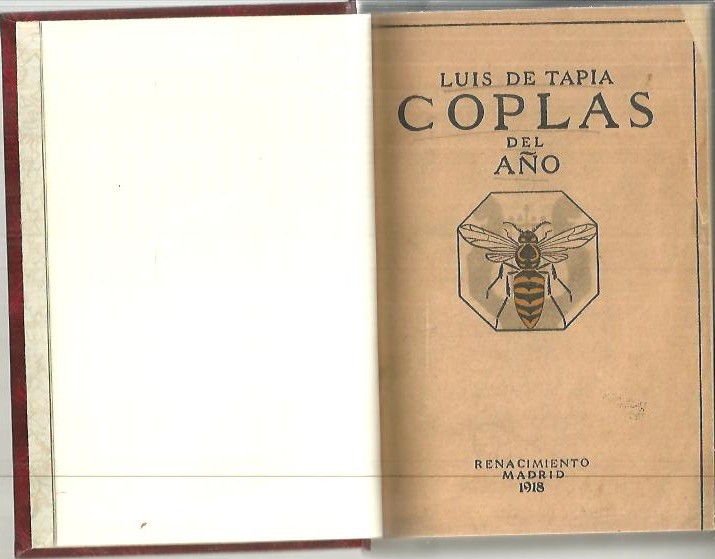 LUIS DE TAPIA
COPLAS
DEL
AÑO
RENACIMIENTO
MADRID
1918